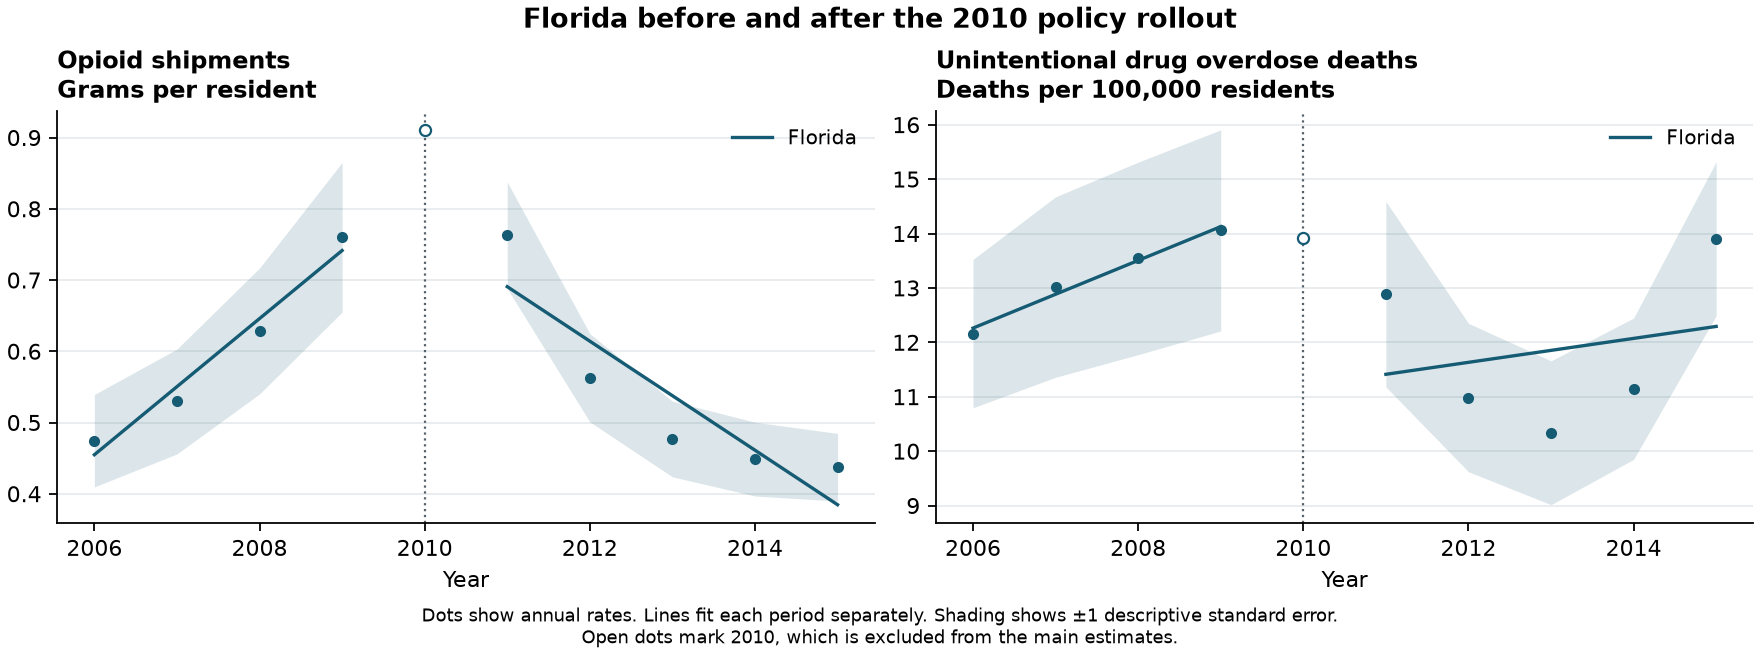 Florida before and after the 2010 policy rollout
Opioid shipments
Grams per resident
0.9
0.8
0.7
0.6
0.5
0.4
Florida
2006
2008
2010
2012
2014
Year
Unintentional drug overdose deaths
Deaths per 100,000 residents
16
15
14
13
12
11
10
9
Florida
2006
2008
2010
2012
2014
Year
Dots show annual rates. Lines fit each period separately. Shading shows ±1 descriptive standard error.
Open dots mark 2010, which is excluded from the main estimates.